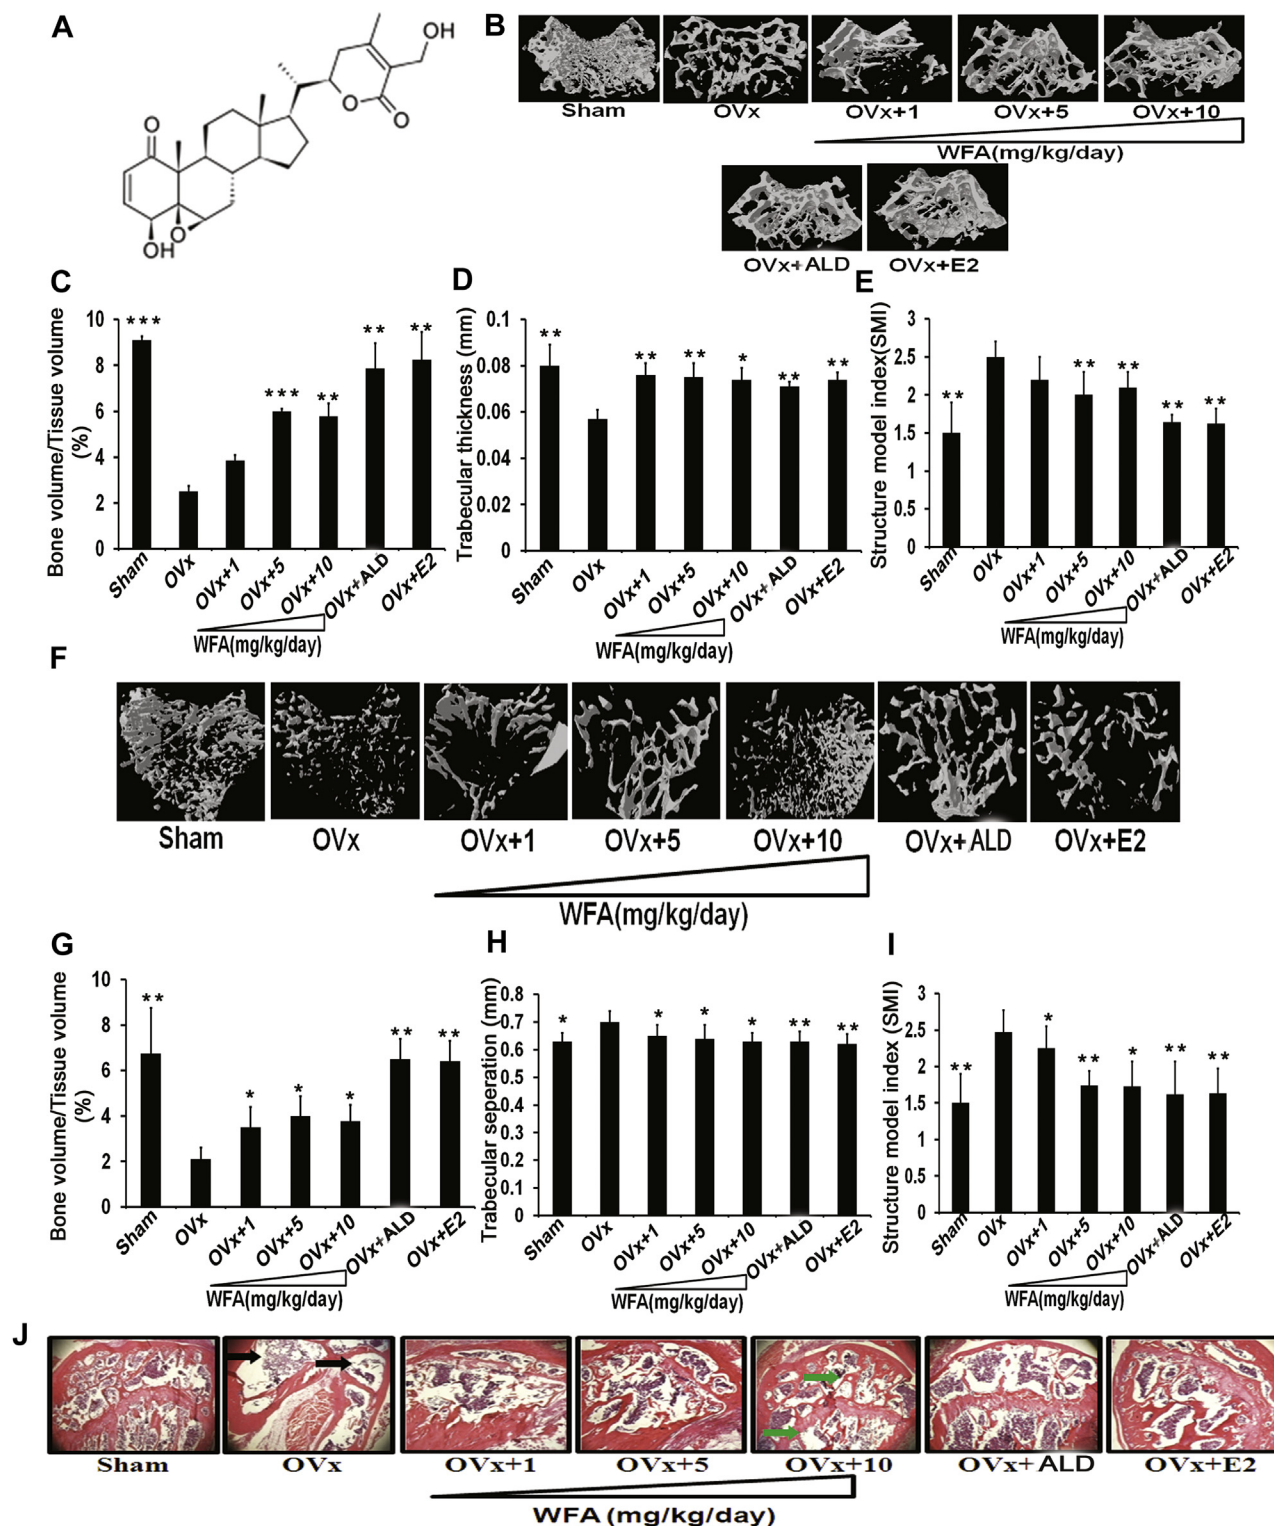 A
OH
O
O
O
O
OH
B
Sham OVx OVx+1 OVx+5 OVx+10
WFA(mg/kg/day)
OVx+ALD OVx+E2
C
Bone volume/Tissue volume
(%)
10
8
6
4
2
0
*** *** ** ** **
Sham OVx OVx+1 OVx+5 OVx+10 OVx+ALD OVx+E2
WFA(mg/kg/day)
D
Trabecular thickness (mm)
0.1
0.08
0.06
0.04
0.02
0
** ** ** * ** **
Sham OVx OVx+1 OVx+5 OVx+10 OVx+ALD OVx+E2
WFA(mg/kg/day)
E
Structure model index(SMI)
3
2.5
2
1.5
1
0.5
0
** ** ** ** **
Sham OVx OVx+1 OVx+5 OVx+10 OVx+ALD OVx+E2
WFA(mg/kg/day)
F
Sham OVx OVx+1 OVx+5 OVx+10 OVx+ALD OVx+E2
WFA(mg/kg/day)
G
Bone volume/Tissue volume
(%)
10
8
6
4
2
0
** * * * ** **
Sham OVx OVx+1 OVx+5 OVx+10 OVx+ALD OVx+E2
WFA(mg/kg/day)
H
Trabecular seperation (mm)
0.8
0.7
0.6
0.5
0.4
0.3
0.2
0.1
0
* * * * ** **
Sham OVx OVx+1 OVx+5 OVx+10 OVx+ALD OVx+E2
WFA(mg/kg/day)
I
Structure model index (SMI)
3
2.5
2
1.5
1
0.5
0
** * ** * ** **
Sham OVx OVx+1 OVx+5 OVx+10 OVx+ALD OVx+E2
WFA(mg/kg/day)
J
Sham OVx OVx+1 OVx+5 OVx+10 OVx+ALD OVx+E2
WFA (mg/kg/day)